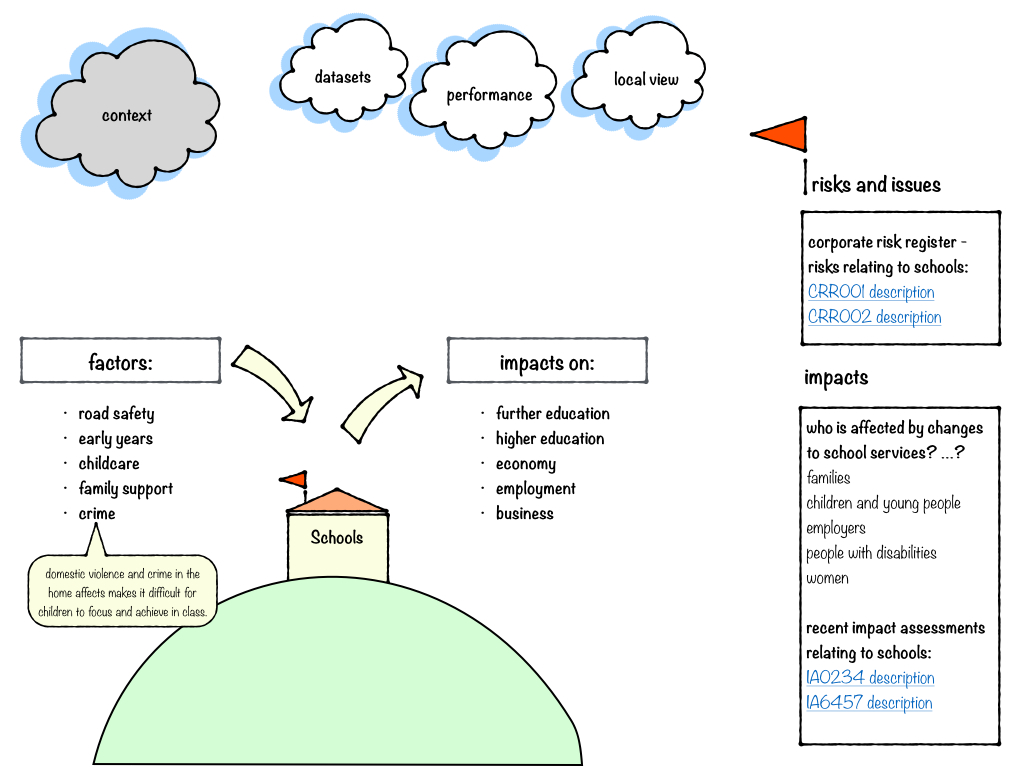 context
datasets
performance
local view
risks and issues
corporate risk register -
risks relating to schools:
CRR001 description
CRR002 description
factors:
· road safety
· early years
· childcare
· family support
· crime
domestic violence and crime in the
home affects makes it difficult for
children to focus and achieve in class.
impacts on:
· further education
· higher education
· economy
· employment
· business
Schools
impacts
who is affected by changes
to school services? ...?
families
children and young people
employers
people with disabilities
women
recent impact assessments
relating to schools:
IA0234 description
IA6457 description